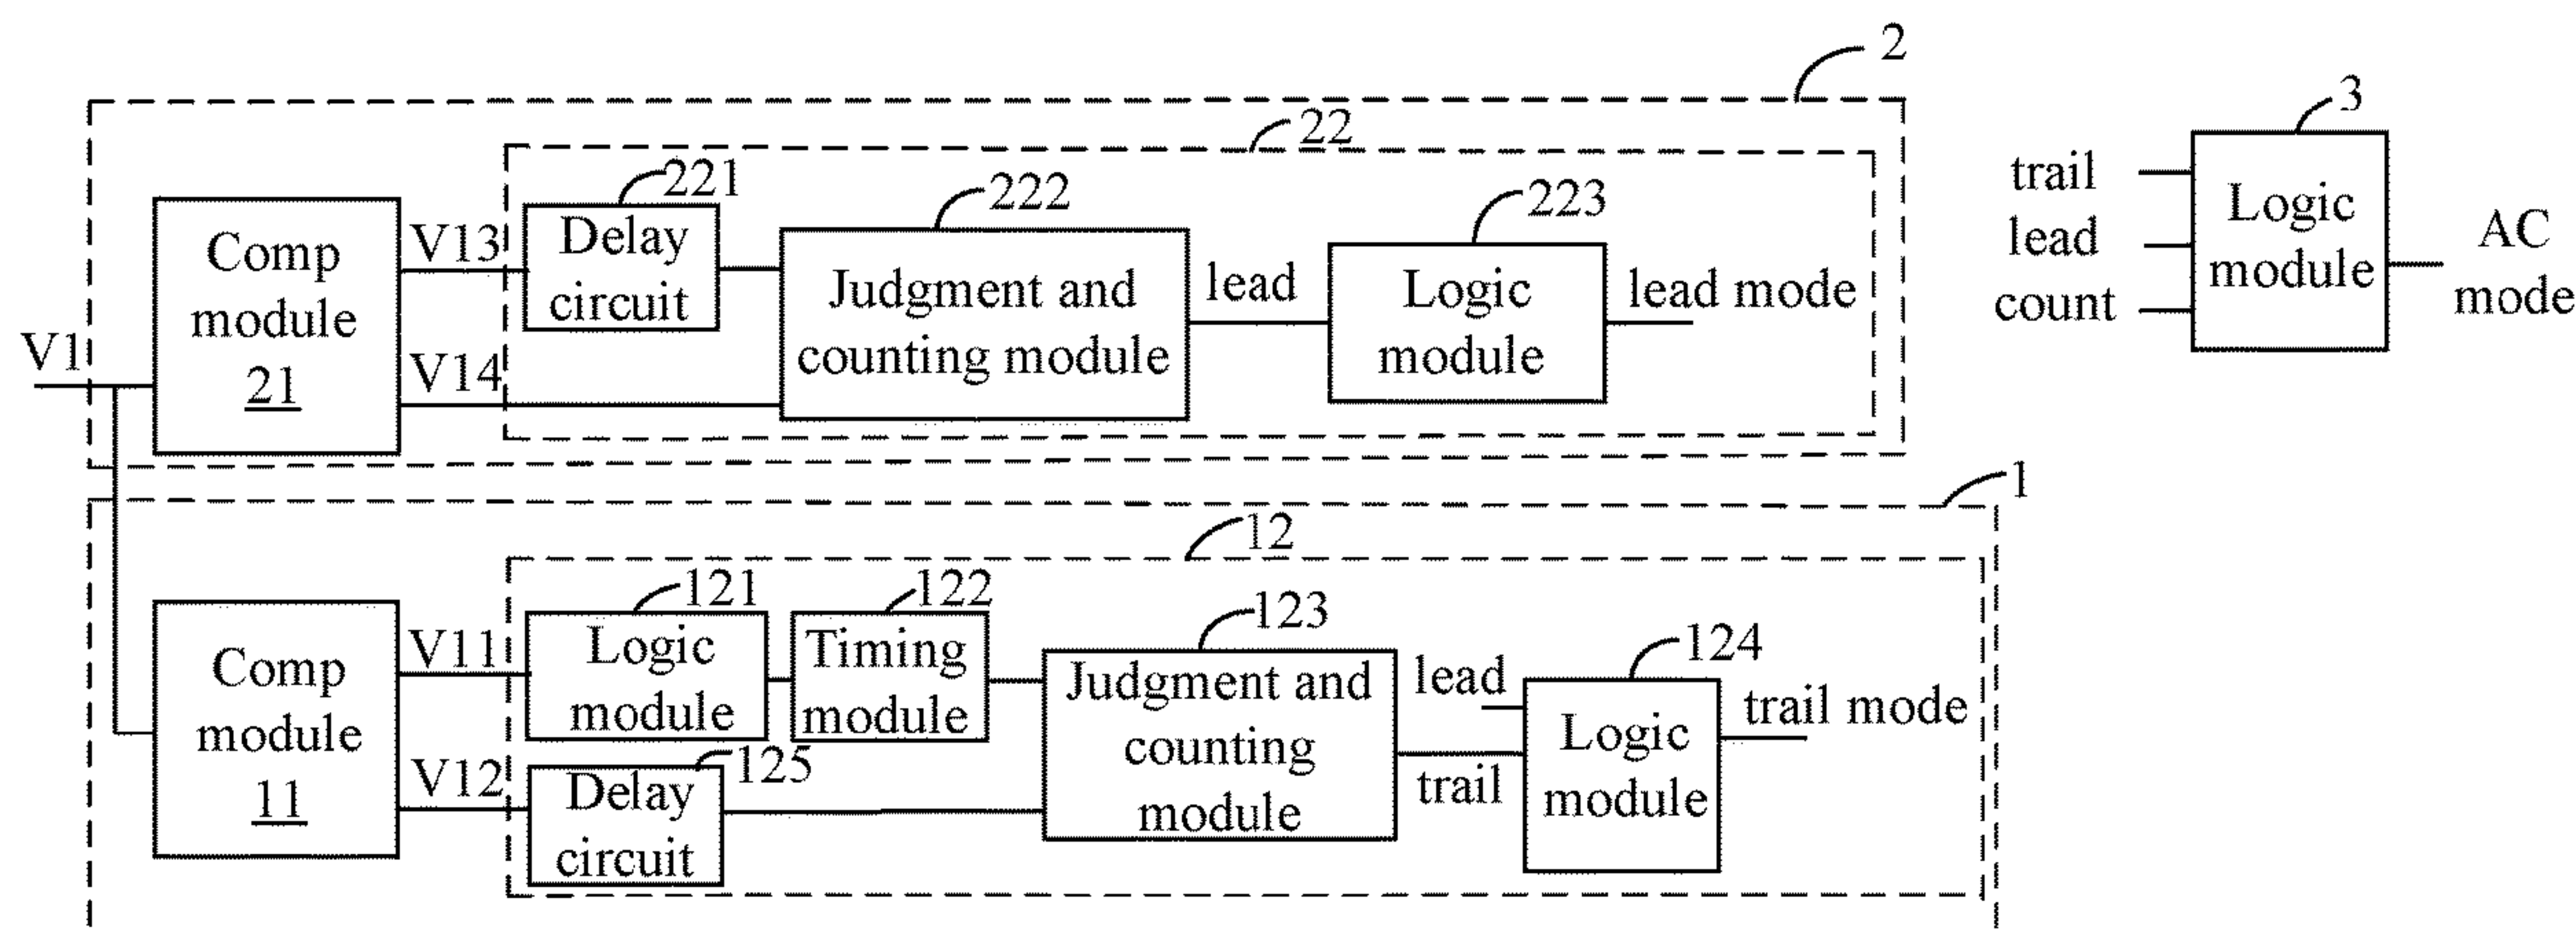 2
3
22
221
222
223
Comp
module
21
V1
V13
V14
Delay
circuit
Judgment and
counting module
lead
Logic
module
lead mode
trail
lead
count
Logic
module
AC
mode
1
12
121
122
123
124
125
Comp
module
11
V11
V12
Logic
module
Timing
module
Delay
circuit
Judgment and
counting
module
lead
trail
Logic
module
trail mode